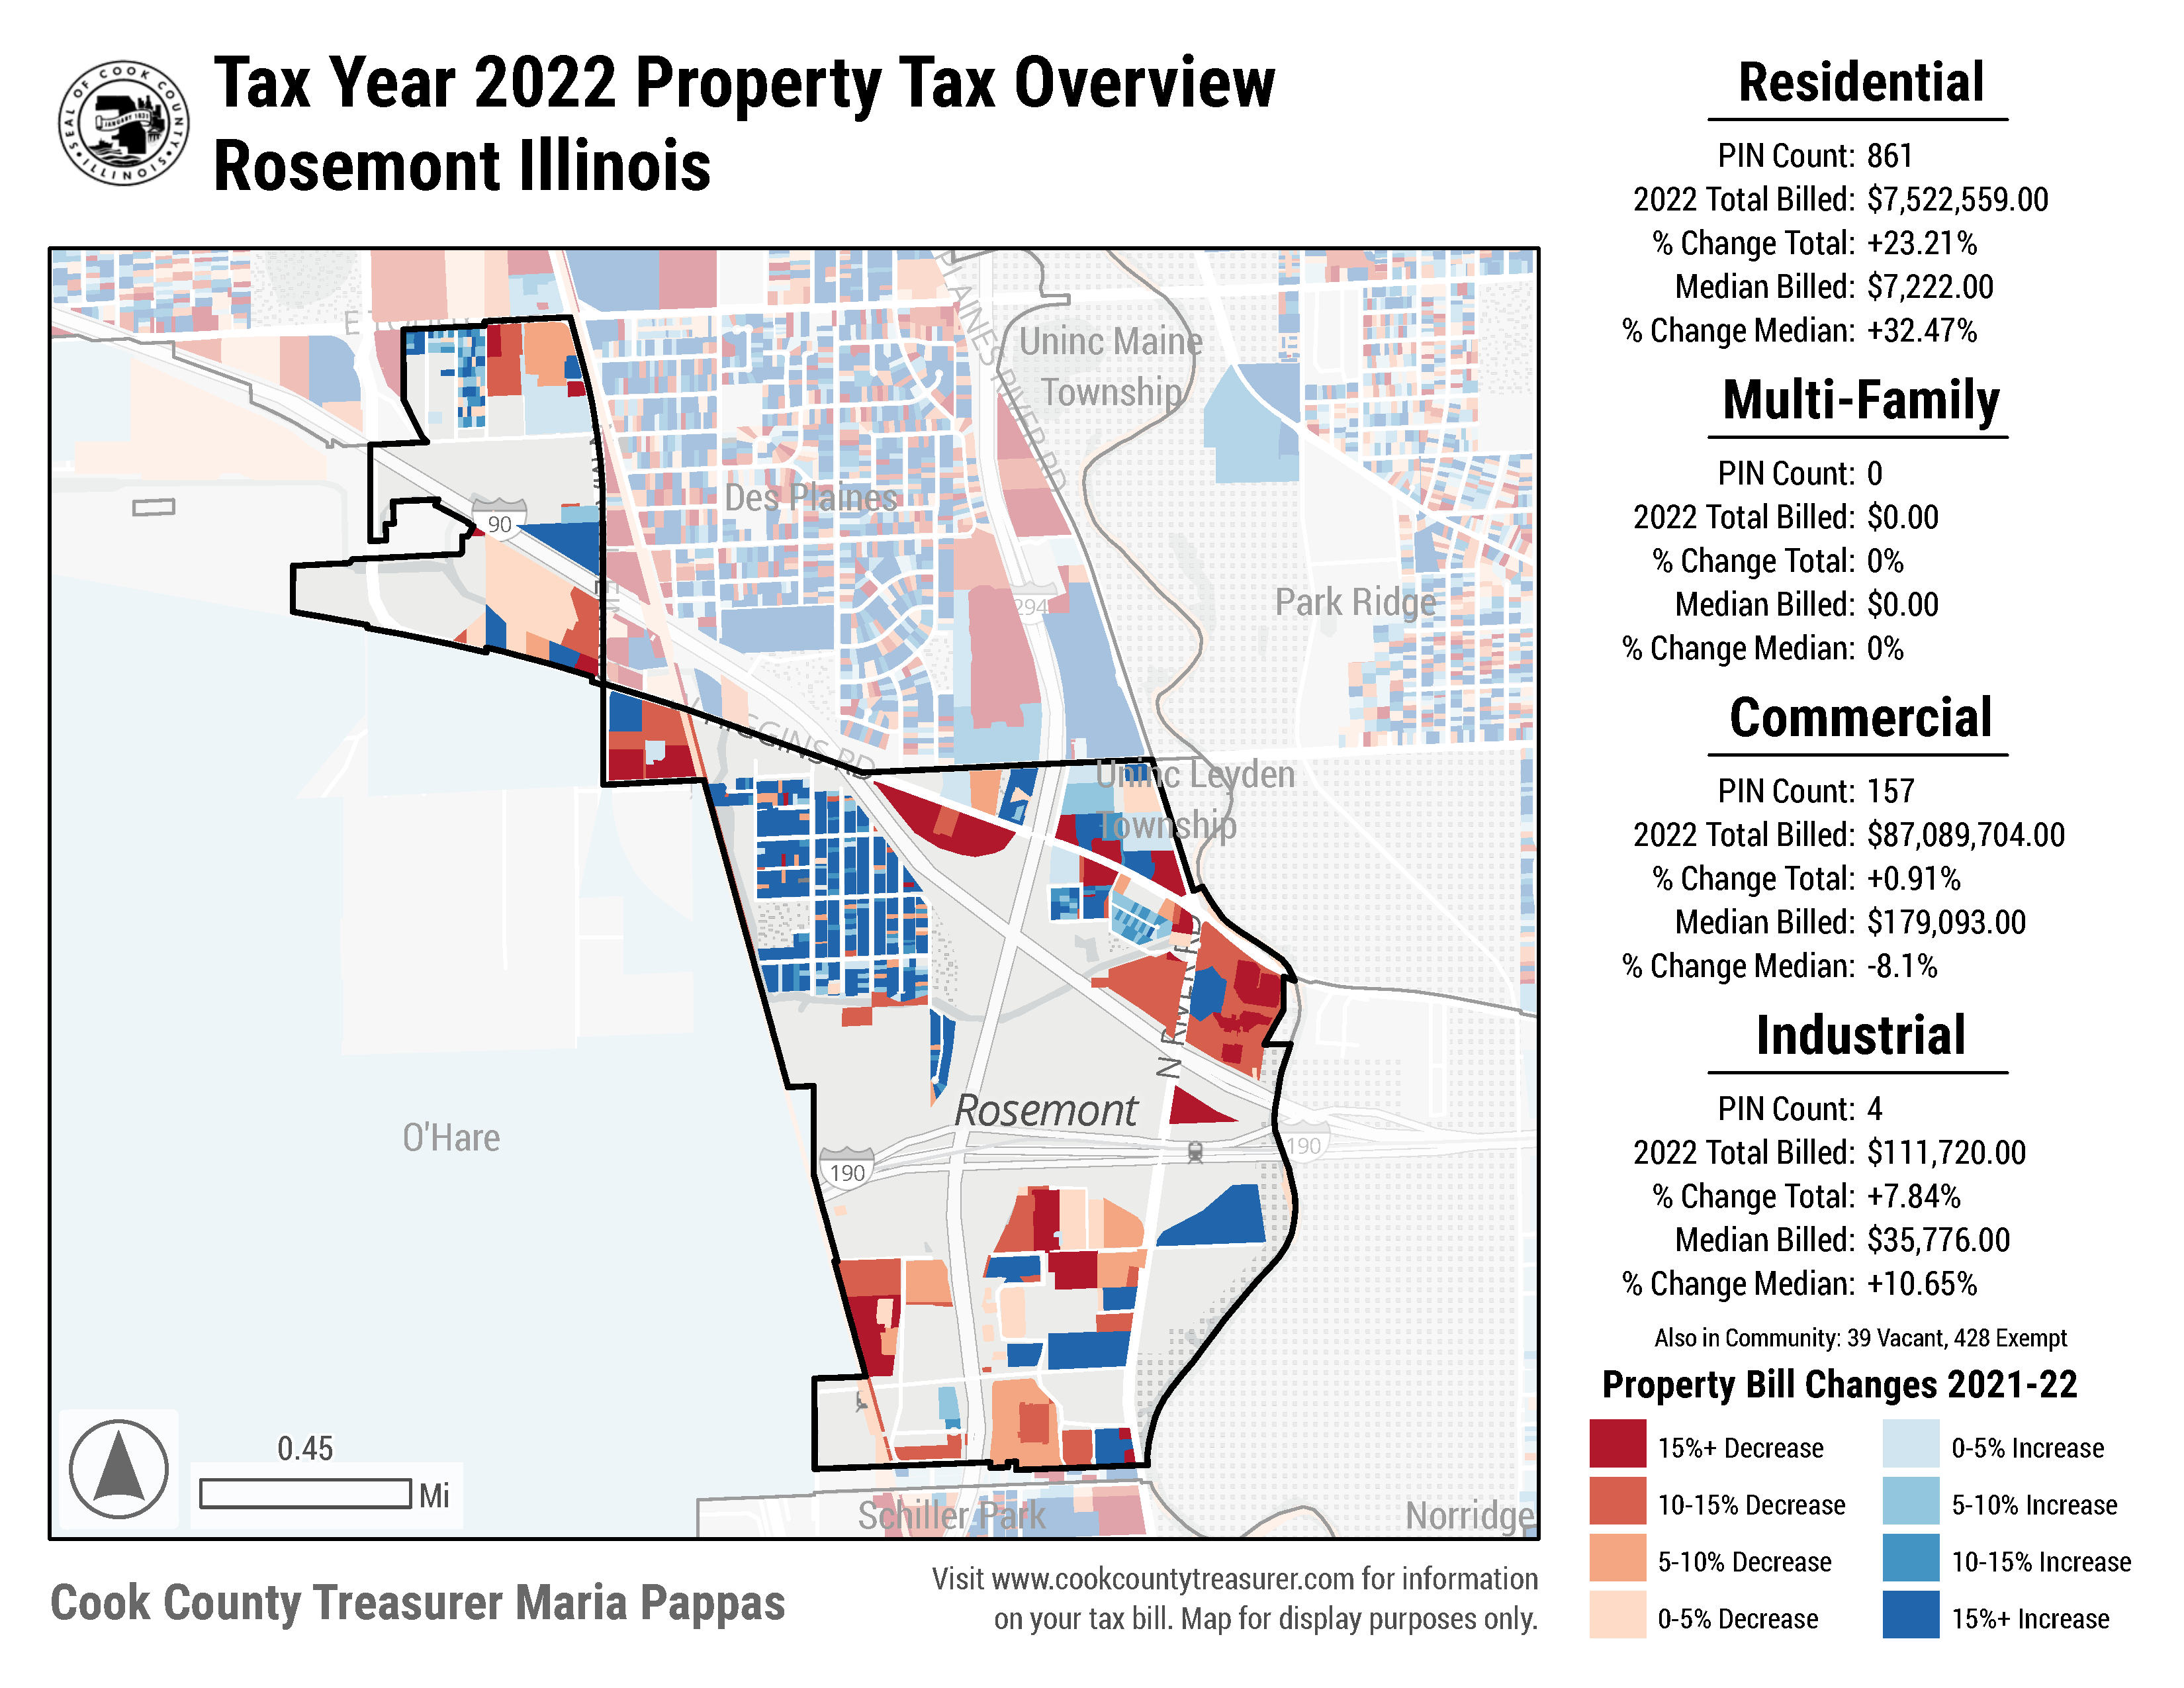 Tax Year 2022 Property Tax Overview
Rosemont Illinois
SEAL OF COOK COUNTY
ILLINOIS
JANUARY 1831
Residential
PIN Count: 861
2022 Total Billed: $7,522,559.00
% Change Total: +23.21%
Median Billed: $7,222.00
% Change Median: +32.47%
Multi-Family
PIN Count: 0
2022 Total Billed: $0.00
% Change Total: 0%
Median Billed: $0.00
% Change Median: 0%
Commercial
PIN Count: 157
2022 Total Billed: $87,089,704.00
% Change Total: +0.91%
Median Billed: $179,093.00
% Change Median: -8.1%
Industrial
PIN Count: 4
2022 Total Billed: $111,720.00
% Change Total: +7.84%
Median Billed: $35,776.00
% Change Median: +10.65%
Also in Community: 39 Vacant, 428 Exempt
Property Bill Changes 2021-22
15%+ Decrease
10-15% Decrease
5-10% Decrease
0-5% Decrease
0-5% Increase
5-10% Increase
10-15% Increase
15%+ Increase
PLAINES RIVER RD
Uninc Maine
Township
Des Plaines
90
294
Park Ridge
WIGGINS RD
Uninc Leyden
Township
N RIVER RD
Rosemont
O'Hare
190
190
0.45
Mi
Schiller Park
Norridge
Cook County Treasurer Maria Pappas
Visit www.cookcountytreasurer.com for information
on your tax bill. Map for display purposes only.